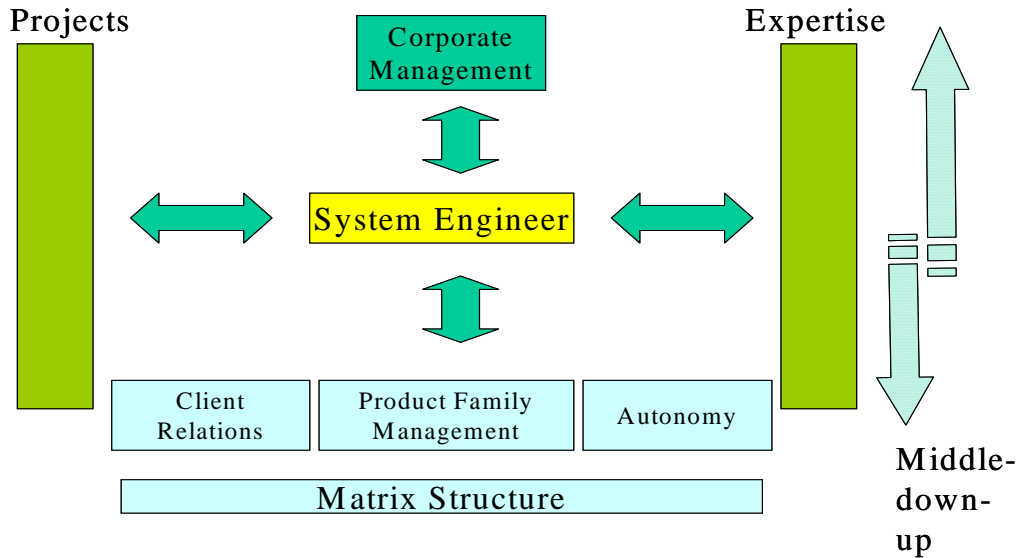 Projects
Corporate
Management
Expertise
System Engineer
Client
Relations
Product Family
Management
Autonomy
Matrix Structure
Middle-
down-
up